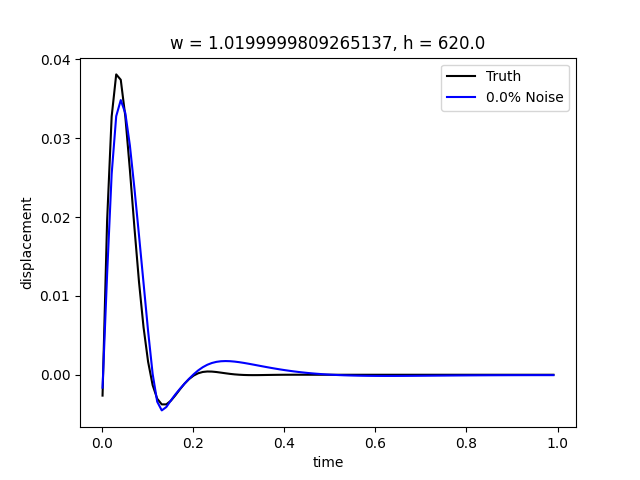 w = 1.0199999809265137, h = 620.0
Truth
0.0% Noise
displacement
0.04
0.03
0.02
0.01
0.00
0.0 0.2 0.4 0.6 0.8 1.0
time